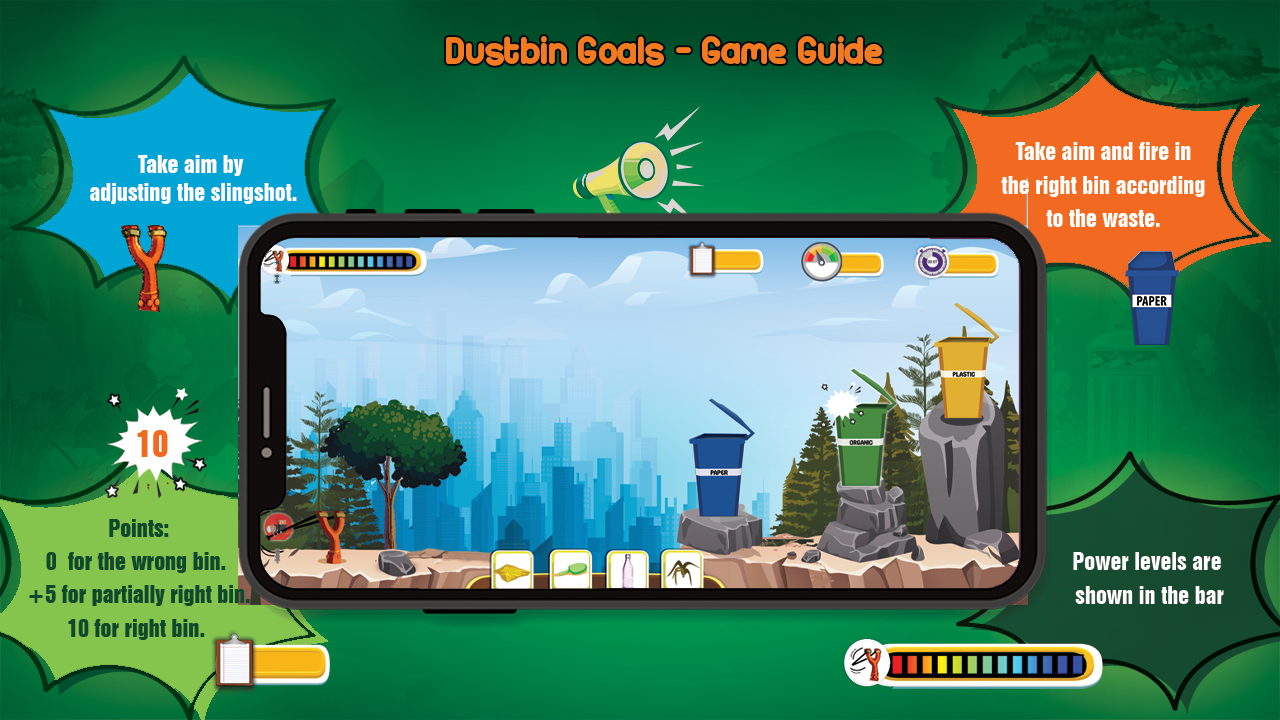 Dustbin Goals - Game Guide
Take aim by
adjusting the slingshot.
Take aim and fire in
the right bin according
to the waste.
PAPER
PLASTIC
ORGANIC
PAPER
10
Points:
0 for the wrong bin.
+5 for partially right bin.
10 for right bin.
Power levels are
shown in the bar